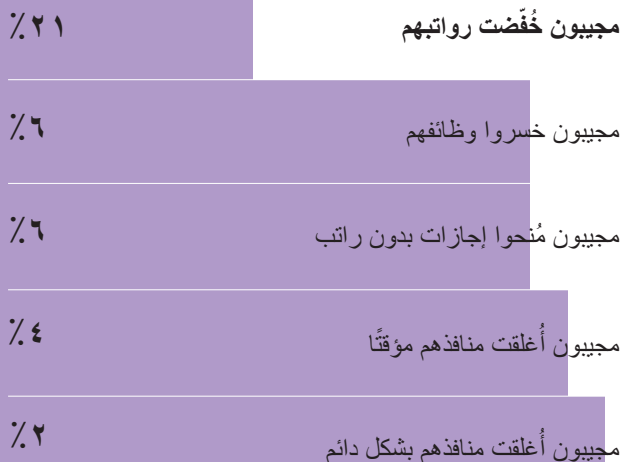 مجيبون خُفّضت رواتبهم ٢١٪
مجيبون خسروا وظائفهم ٦٪
مجيبون مُنحوا إجازات بدون راتب ٦٪
مجيبون أُغلقت منافذهم مؤقتًا ٤٪
مجيبون أُغلقت منافذهم بشكل دائم ٢٪